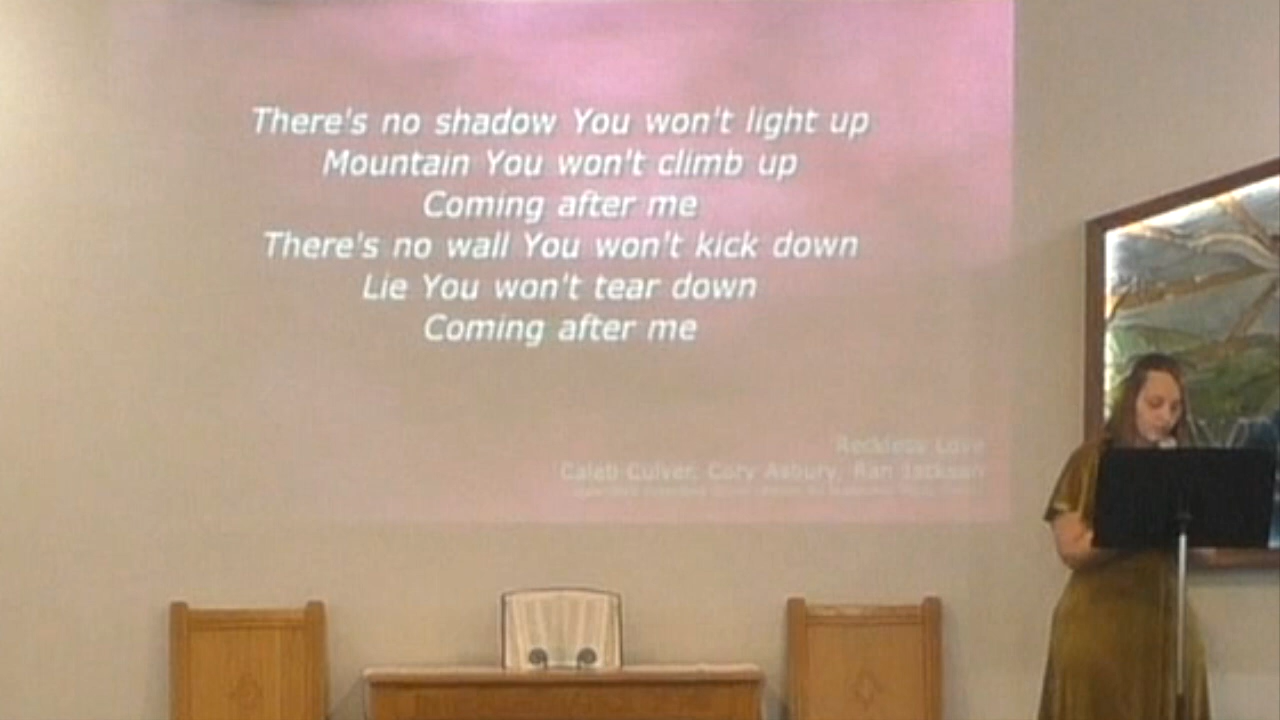 There's no shadow You won't light up
Mountain You won't climb up
Coming after me
There's no wall You won't kick down
Lie You won't tear down
Coming after me
Reckless Love
Caleb Culver, Cory Asbury, Ran Jackson